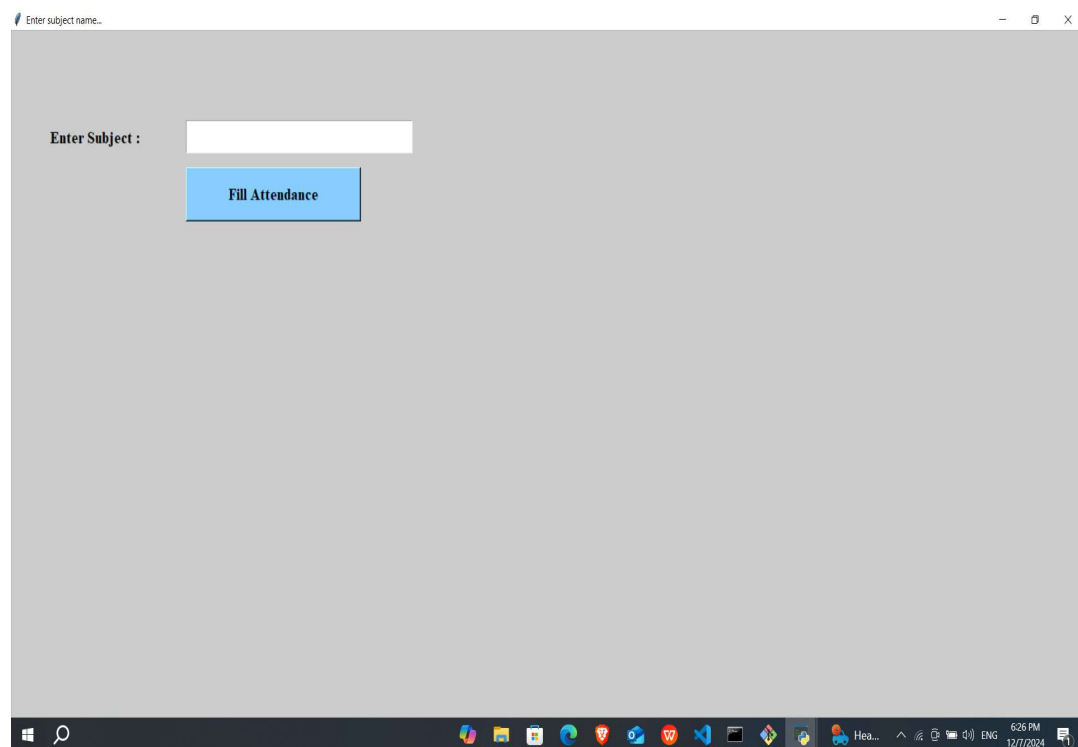 Enter subject name...
Enter Subject :
Fill Attendance
Hea...
ENG
6:26 PM
12/7/2024